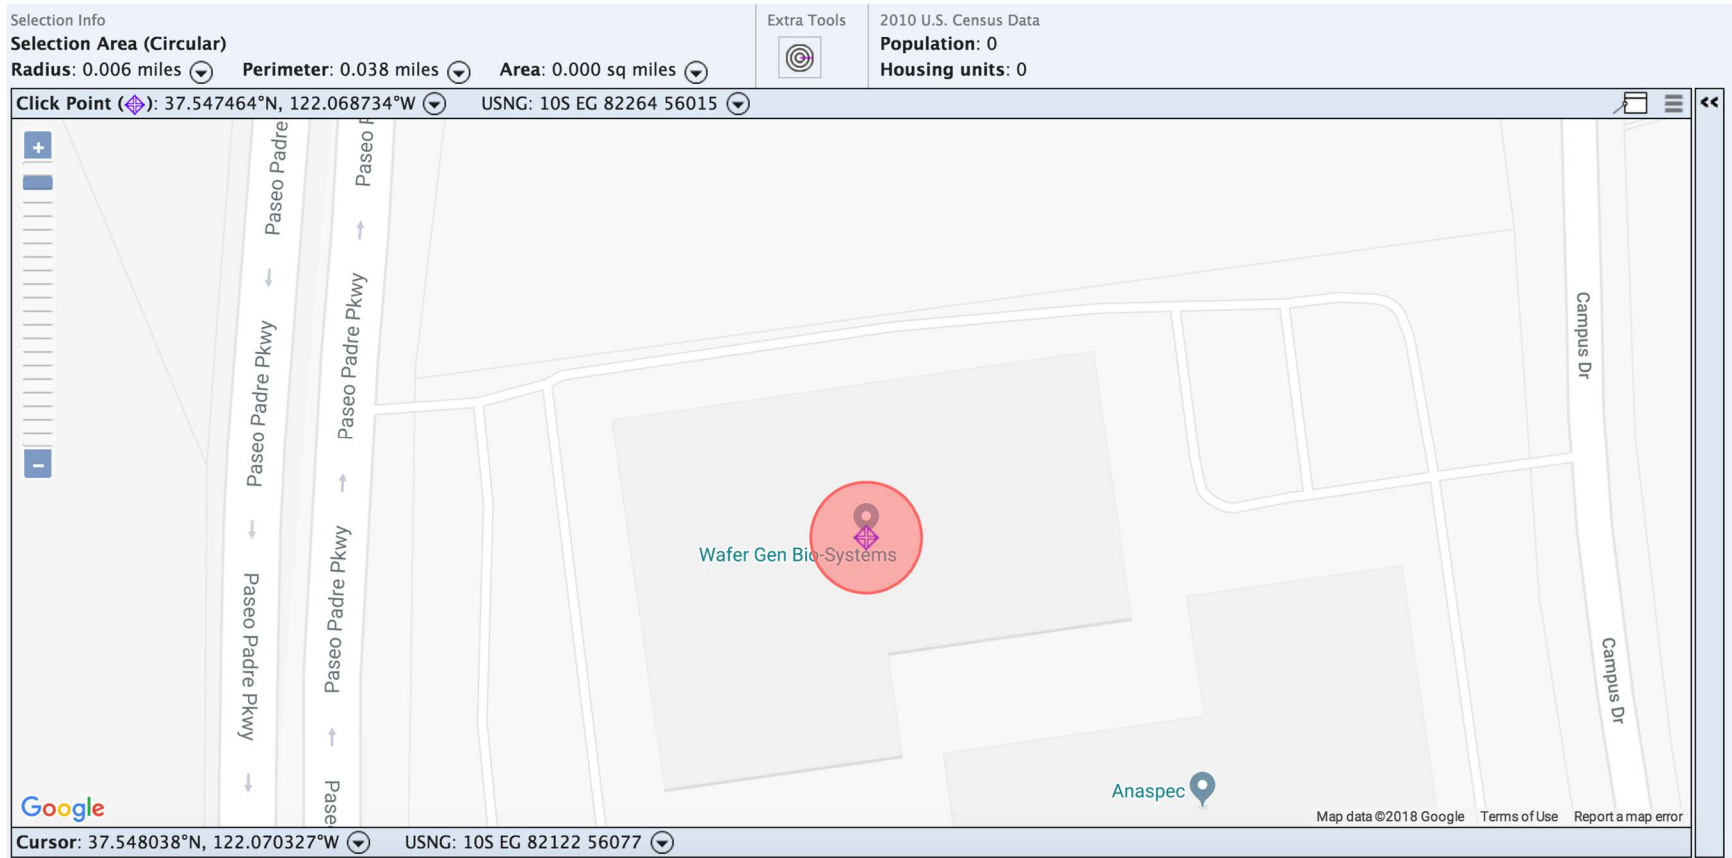 Selection Info
Selection Area (Circular)
Radius: 0.006 miles Perimeter: 0.038 miles Area: 0.000 sq miles
Extra Tools
2010 U.S. Census Data
Population: 0
Housing units: 0
Click Point ( ): 37.547464°N, 122.068734°W USNG: 10S EG 82264 56015
<<
+
−
Paseo Padre
Paseo P
Paseo Padre Pkwy
Paseo Padre Pkwy
Paseo Padre Pkwy
Paseo Padre Pkwy
Pase
Campus Dr
Campus Dr
Wafer Gen Bio-Systems
Anaspec
Google
Map data ©2018 Google Terms of Use Report a map error
Cursor: 37.548038°N, 122.070327°W USNG: 10S EG 82122 56077